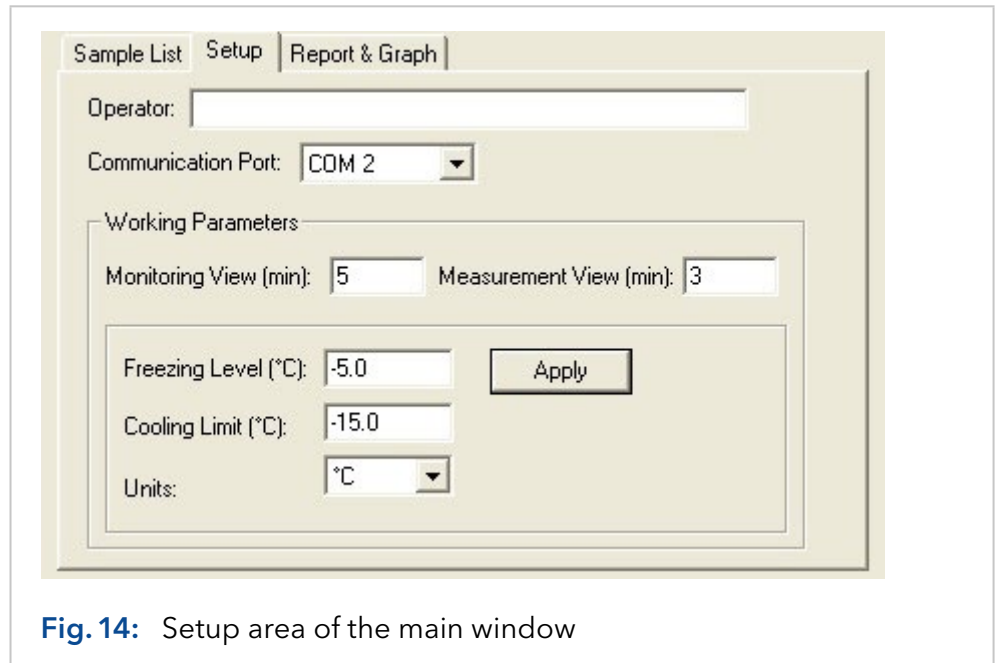 Sample List Setup Report & Graph
Operator:
Communication Port: COM 2
Working Parameters
Monitoring View (min): 5 Measurement View (min): 3
Freezing Level (°C): -5.0 Apply
Cooling Limit (°C): -15.0
Units: °C
Fig. 14: Setup area of the main window